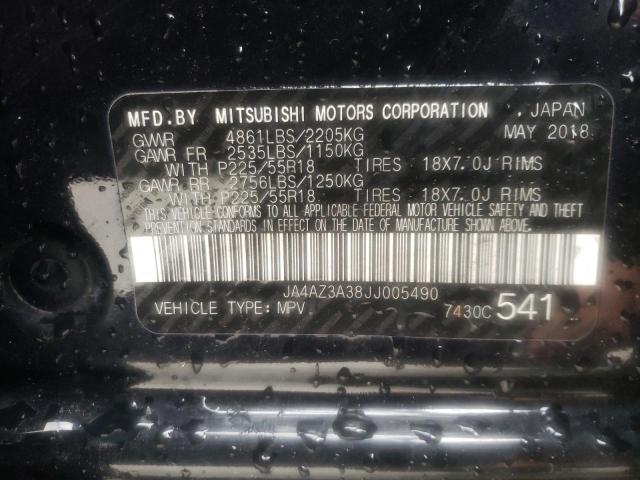 MFD.BY MITSUBISHI MOTORS CORPORATION , JAPAN
GVWR 4861LBS/2205KG MAY 2018
GAWR FR 2535LBS/1150KG
WITH P225/55R18 TIRES 18X7.0J RIMS
GAWR RR 2756LBS/1250KG
WITH P225/55R18 TIRES 18X7.0J RIMS
THIS VEHICLE CONFORMS TO ALL APPLICABLE FEDERAL MOTOR VEHICLE SAFETY AND THEFT
PREVENTION STANDARDS IN EFFECT ON THE DATE OF MANUFACTURE SHOWN ABOVE.
JA4AZ3A38JJ005490
VEHICLE TYPE: MPV 7430C 541